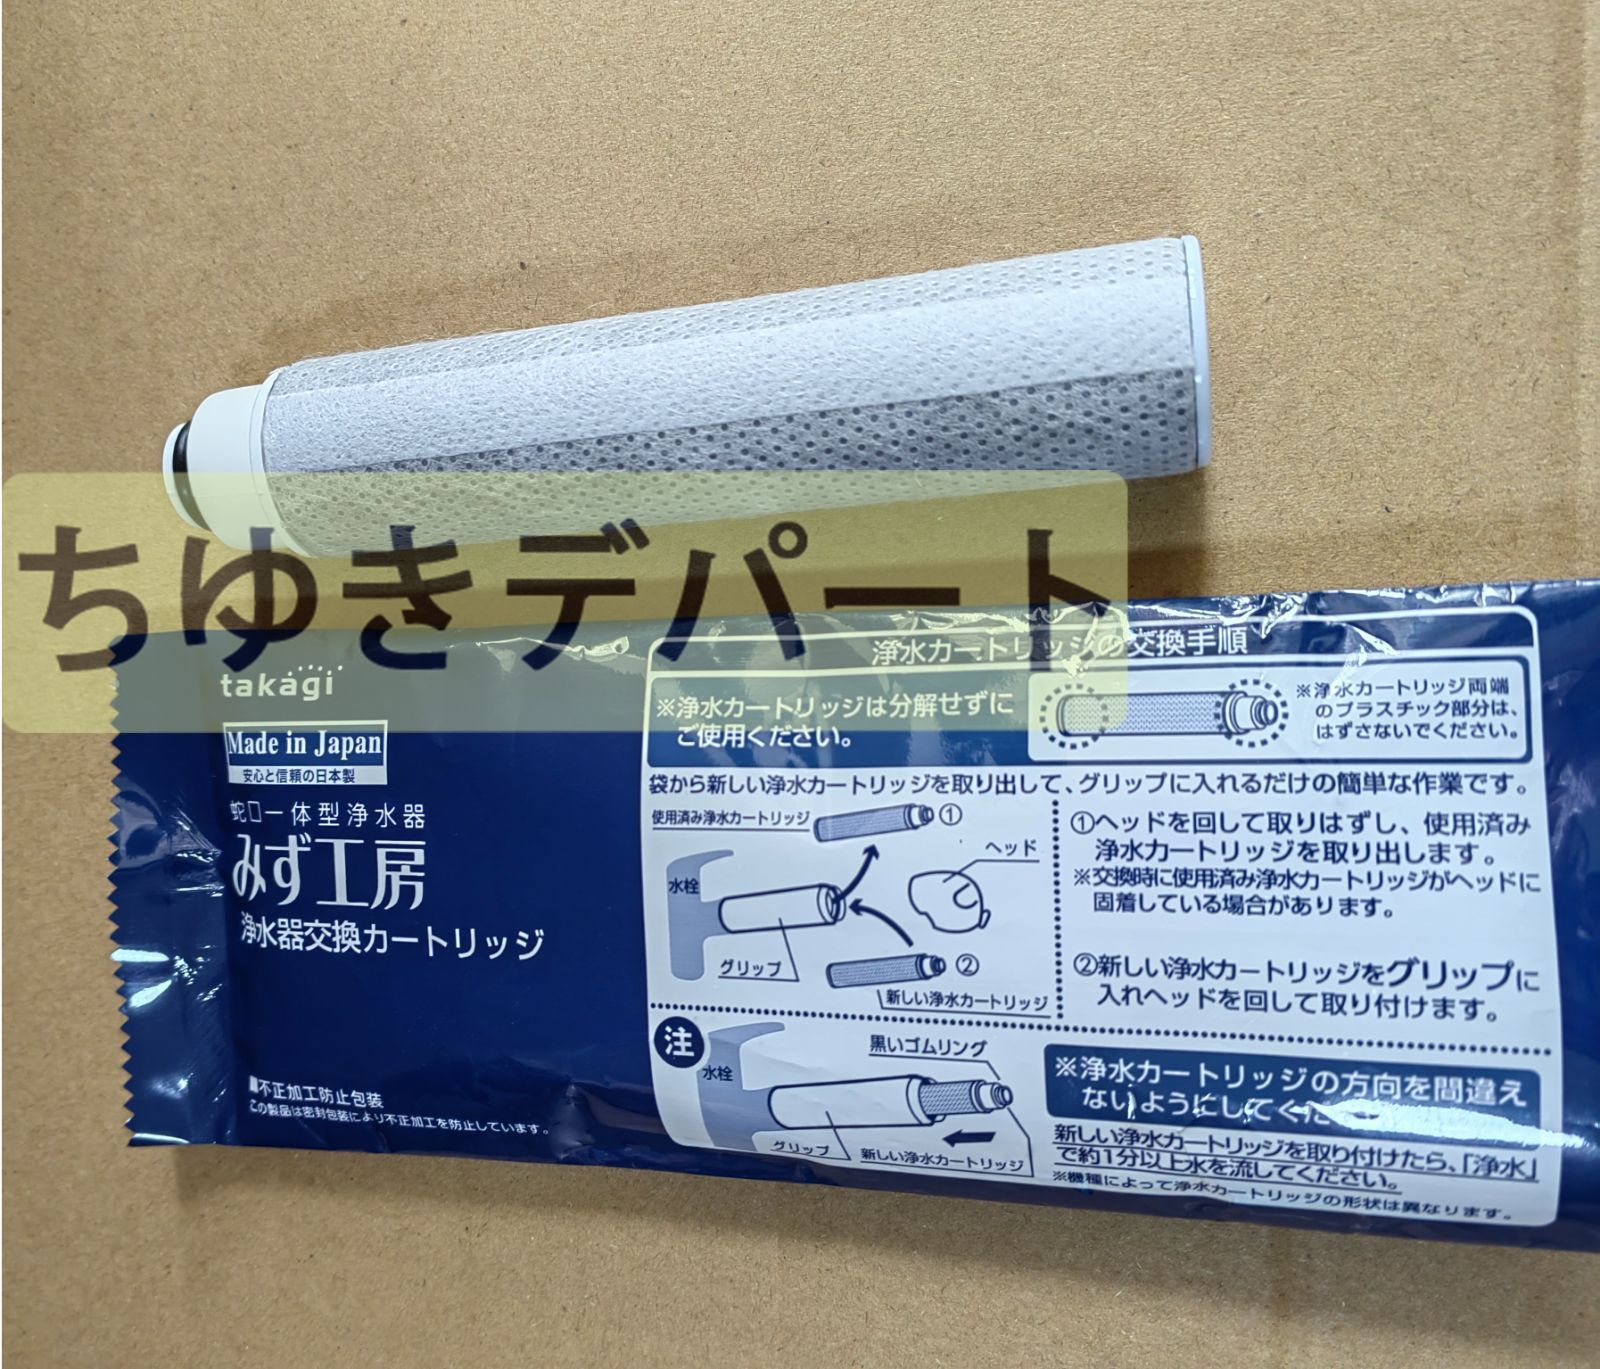 ちゆきデパート
takagi
Made in Japan
安心と信頼の日本製
蛇口一体型浄水器
みず工房
浄水器交換カートリッジ
■不正加工防止包装
この製品は密封包装により不正加工を防止しています。
浄水カートリッジの交換手順
※浄水カートリッジは分解せずに
ご使用ください。
※浄水カートリッジ両端
のプラスチック部分は、
はずさないでください。
袋から新しい浄水カートリッジを取り出して、グリップに入れるだけの簡単な作業です。
使用済み浄水カートリッジ
①
ヘッド
水栓
グリップ
②
新しい浄水カートリッジ
①ヘッドを回して取りはずし、使用済み
浄水カートリッジを取り出します。
※交換時に使用済み浄水カートリッジがヘッドに
固着している場合があります。
②新しい浄水カートリッジをグリップに
入れヘッドを回して取り付けます。
注
水栓
黒いゴムリング
グリップ
新しい浄水カートリッジ
※浄水カートリッジの方向を間違え
ないようにしてください
新しい浄水カートリッジを取り付けたら、「浄水」
で約1分以上水を流してください。
※機種によって浄水カートリッジの形状は異なります。